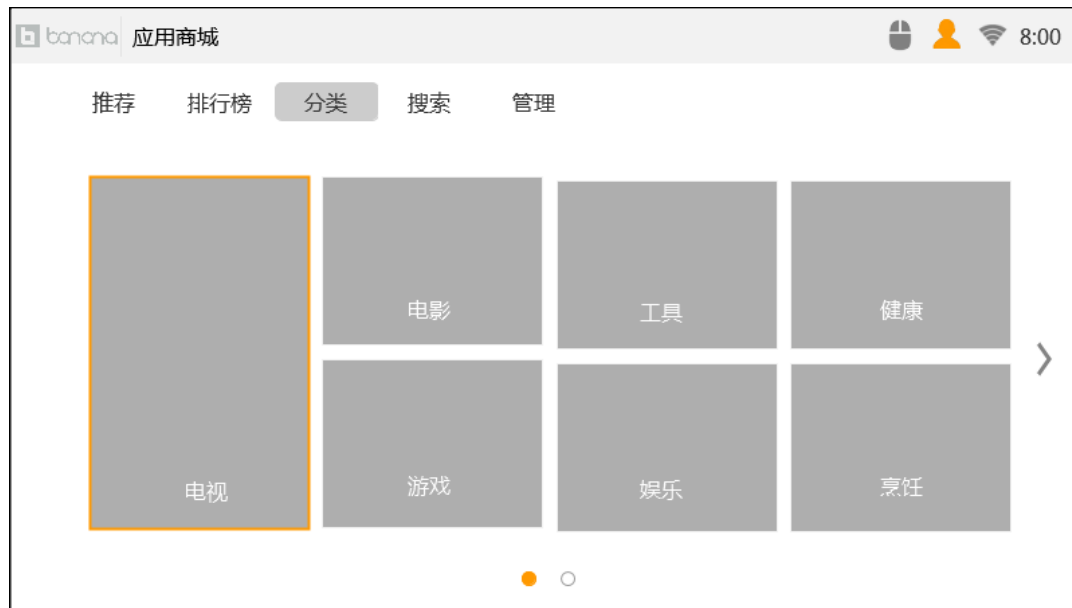 banana 应用商城 8:00
推荐 排行榜 分类 搜索 管理
电影 工具 健康
电视 游戏 娱乐 烹饪